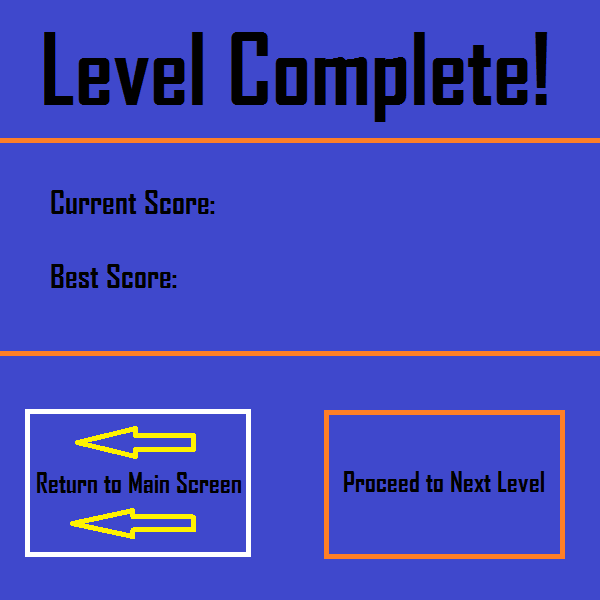 Level Complete!
Current Score:
Best Score:
Return to Main Screen
Proceed to Next Level